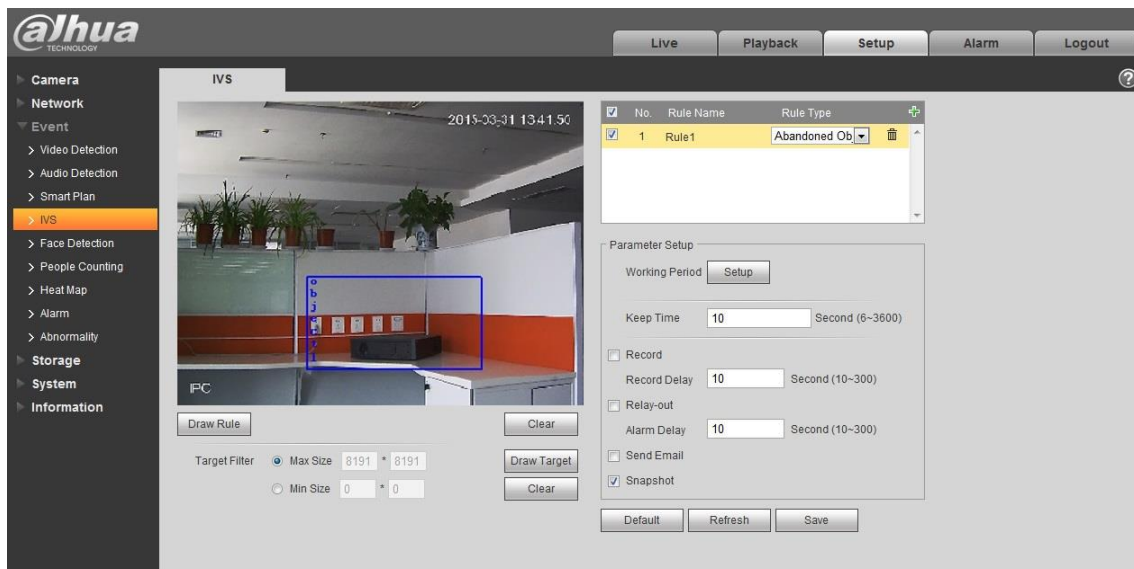 alhua
TECHNOLOGY
Live
Playback
Setup
Alarm
Logout
Camera
Network
Event
> Video Detection
> Audio Detection
> Smart Plan
> IVS
> Face Detection
> People Counting
> Heat Map
> Alarm
> Abnormality
Storage
System
Information
IVS
?
2015-03-31 13:41:50
object1
IPC
Draw Rule
Clear
Target Filter Max Size 8191 * 8191 Draw Target
Min Size 0 * 0 Clear
No. Rule Name Rule Type
1 Rule1 Abandoned Ob
Parameter Setup
Working Period Setup
Keep Time 10 Second (6~3600)
Record
Record Delay 10 Second (10~300)
Relay-out
Alarm Delay 10 Second (10~300)
Send Email
Snapshot
Default Refresh Save